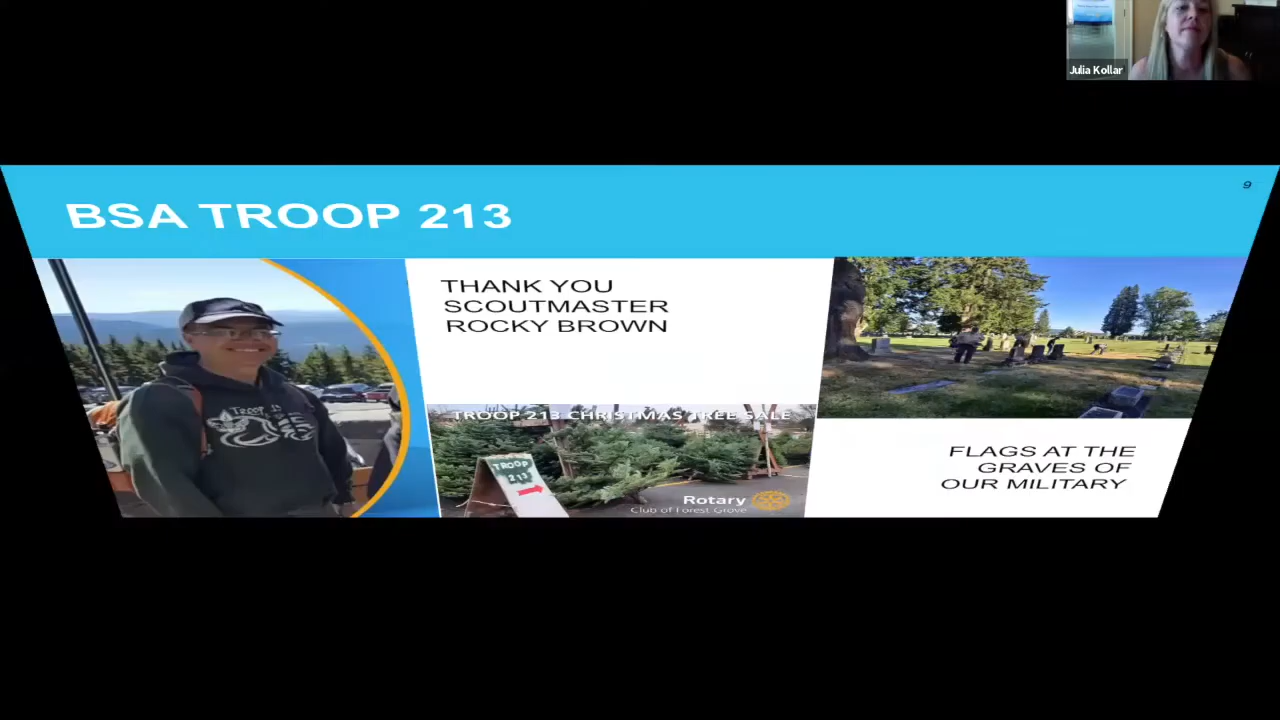 Julia Kollar
9
BSA TROOP 213
THANK YOU
SCOUTMASTER
ROCKY BROWN
TROOP
TROOP 213 CHRISTMAS TREE SALE
TROOP
213
Rotary
Club of Forest Grove
FLAGS AT THE
GRAVES OF
OUR MILITARY